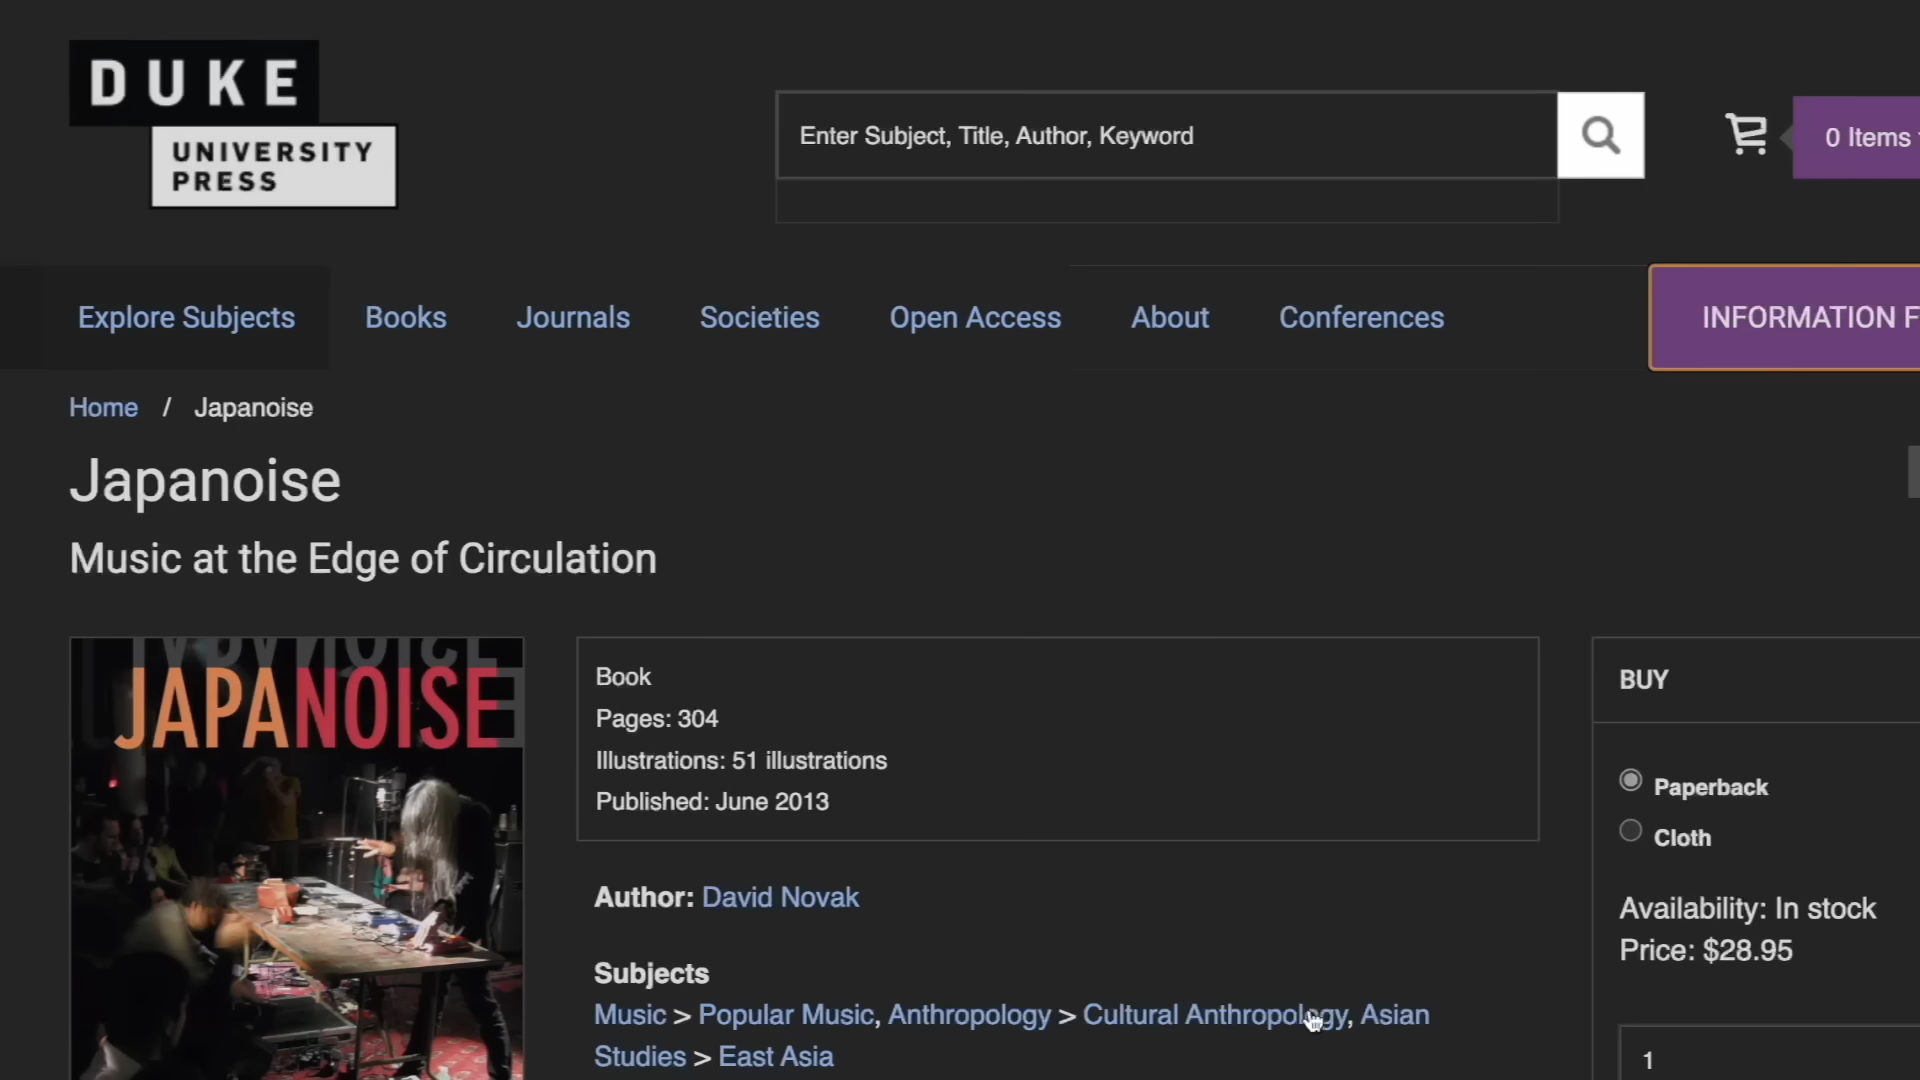 DUKE
UNIVERSITY
PRESS
Enter Subject, Title, Author, Keyword
0 Items
Explore Subjects
Books
Journals
Societies
Open Access
About
Conferences
INFORMATION F
Home / Japanoise
Japanoise
Music at the Edge of Circulation
JAPANOISE
JAPANOISE
Book
Pages: 304
Illustrations: 51 illustrations
Published: June 2013
Author: David Novak
Subjects
Music > Popular Music, Anthropology > Cultural Anthropology, Asian
Studies > East Asia
BUY
Paperback
Cloth
Availability: In stock
Price: $28.95
1